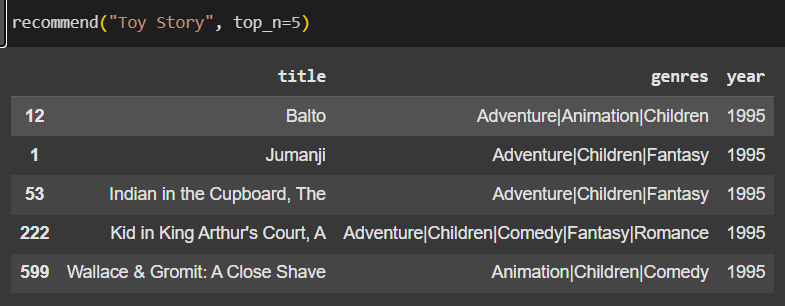 recommend("Toy Story", top_n=5)
title genres year
12 Balto Adventure|Animation|Children 1995
1 Jumanji Adventure|Children|Fantasy 1995
53 Indian in the Cupboard, The Adventure|Children|Fantasy 1995
222 Kid in King Arthur's Court, A Adventure|Children|Comedy|Fantasy|Romance 1995
599 Wallace & Gromit: A Close Shave Animation|Children|Comedy 1995